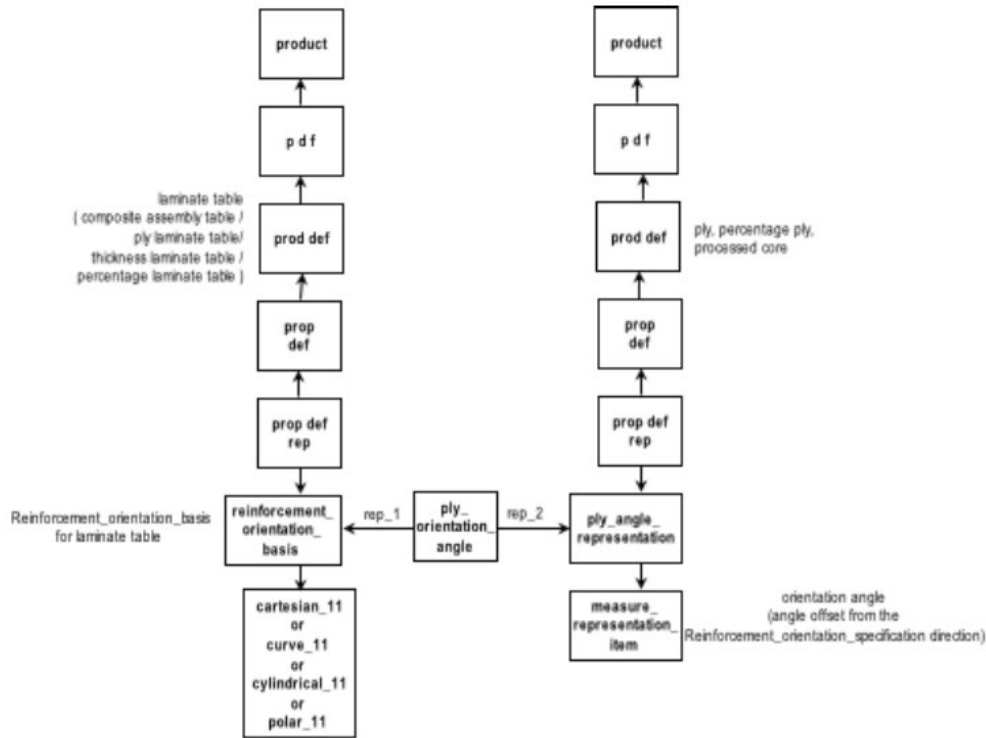 product
p d f
laminate table
( composite assembly table /
ply laminate table/
thickness laminate table /
percentage laminate table )
prod def
prop
def
prop def
rep
Reinforcement_orientation_basis
for laminate table
reinforcement_
orientation_
basis
cartesian_11
or
curve_11
or
cylindrical_11
or
polar_11
rep_1
ply_
orientation_
angle
rep_2
product
p d f
prod def
ply, percentage ply,
processed core
prop
def
prop def
rep
ply_angle_
representation
measure_
representation_
item
orientation angle
(angle offset from the
Reinforcement_orientation_specification direction)